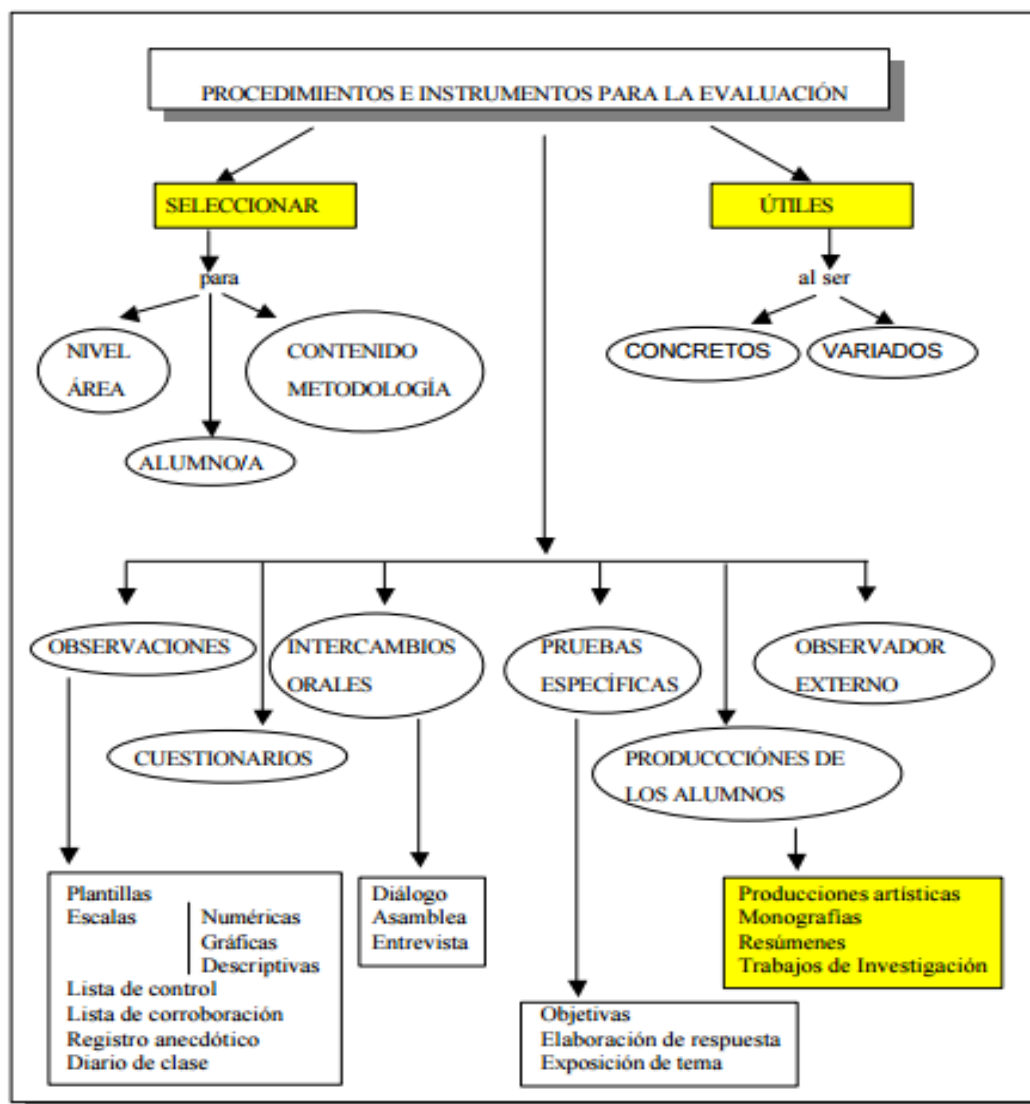 PROCEDIMIENTOS E INSTRUMENTOS PARA LA EVALUACIÓN
SELECCIONAR
ÚTILES
para
al ser
NIVEL
ÁREA
CONTENIDO
METODOLOGÍA
ALUMNO/A
CONCRETOS
VARIADOS
OBSERVACIONES
CUESTIONARIOS
INTERCAMBIOS
ORALES
PRUEBAS
ESPECÍFICAS
PRODUCCCIÓNES DE
LOS ALUMNOS
OBSERVADOR
EXTERNO
Plantillas
Escalas
Numéricas
Gráficas
Descriptivas
Lista de control
Lista de corroboración
Registro anecdótico
Diario de clase
Diálogo
Asamblea
Entrevista
Objetivas
Elaboración de respuesta
Exposición de tema
Producciones artísticas
Monografías
Resúmenes
Trabajos de Investigación